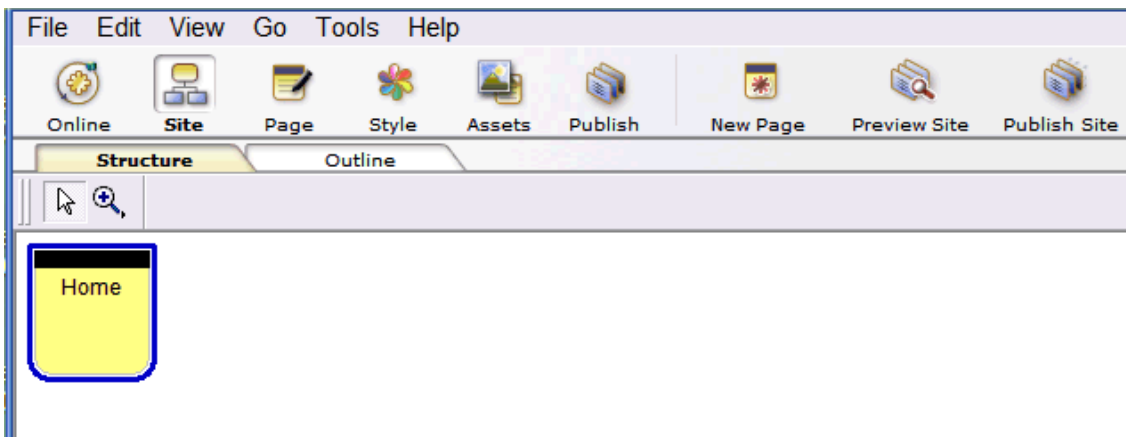 File Edit View Go Tools Help
Online Site Page Style Assets Publish New Page Preview Site Publish Site
Structure Outline
Home